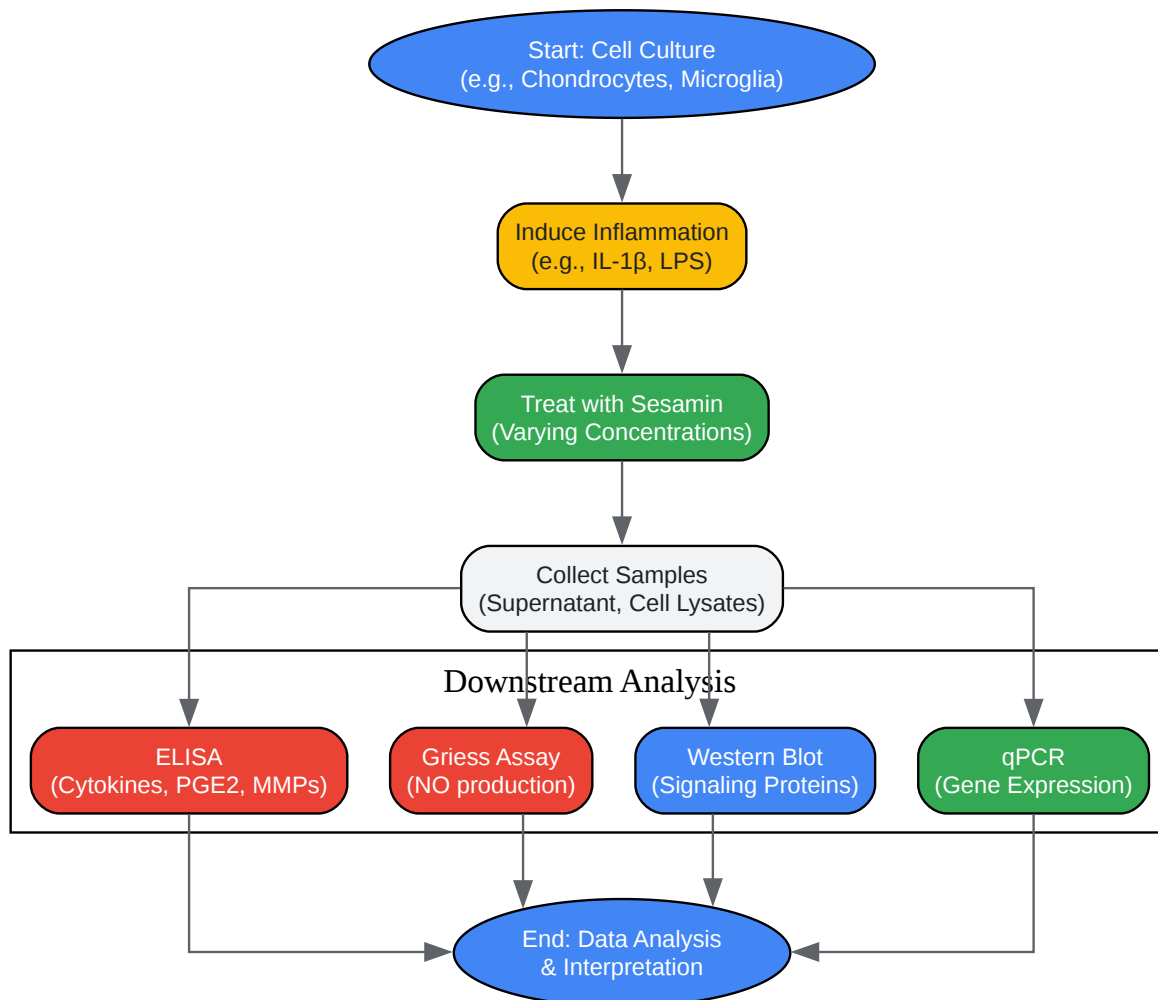 Start: Cell Culture
(e.g., Chondrocytes, Microglia)
Induce Inflammation
(e.g., IL-1β, LPS)
Treat with Sesamin
(Varying Concentrations)
Collect Samples
(Supernatant, Cell Lysates)
Downstream Analysis
ELISA
(Cytokines, PGE2, MMPs)
Griess Assay
(NO production)
Western Blot
(Signaling Proteins)
qPCR
(Gene Expression)
End: Data Analysis
& Interpretation